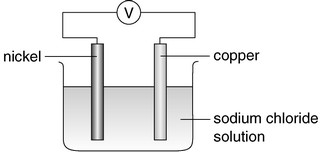 V
nickel
copper
sodium chloride
solution